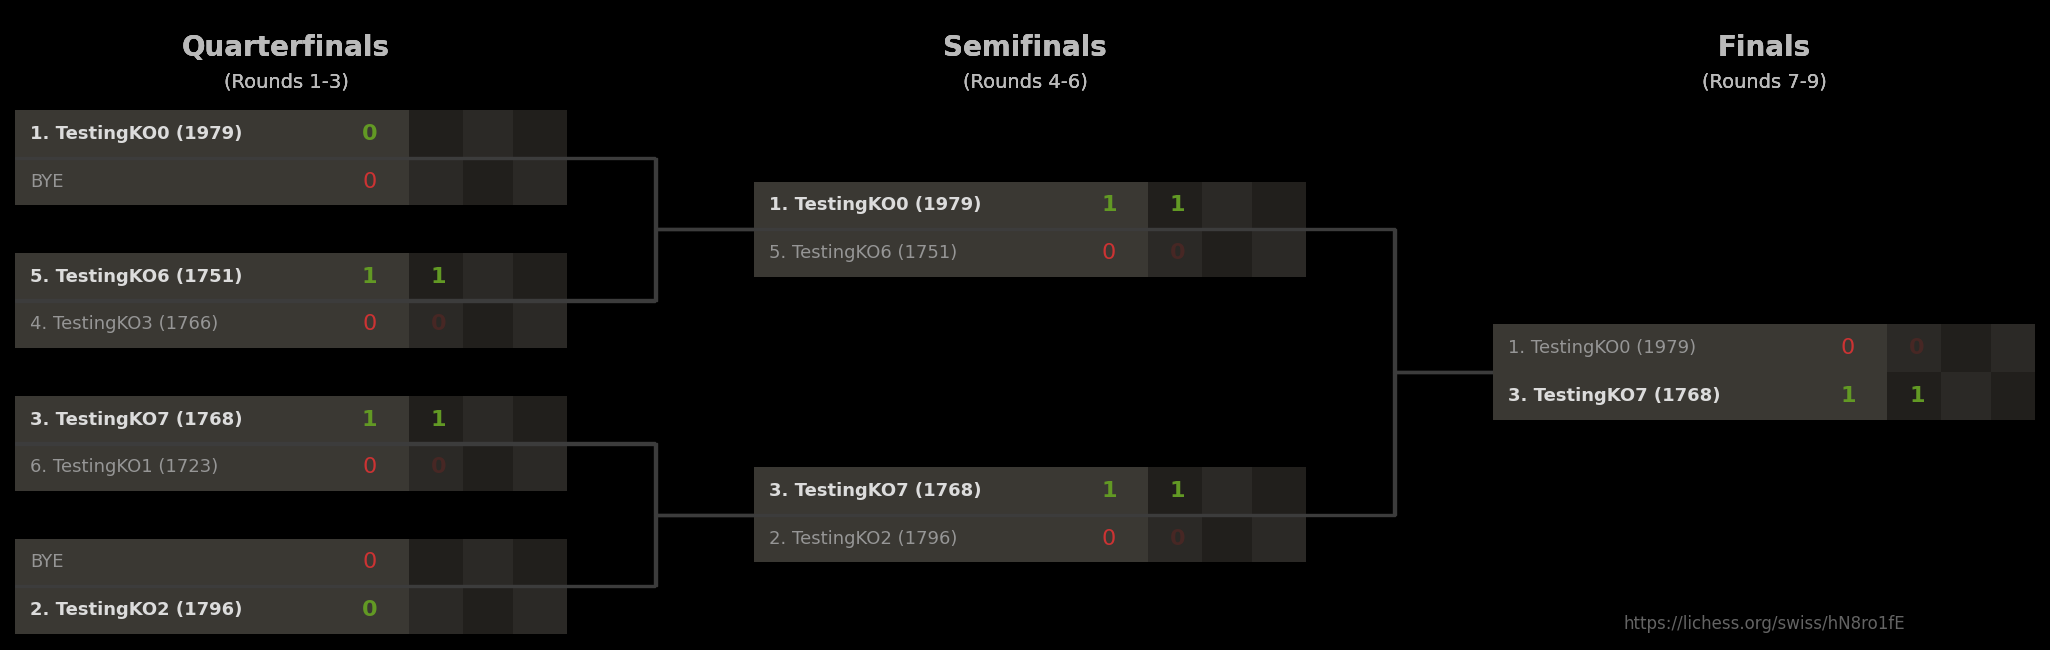 Quarterfinals
(Rounds 1-3)
1. TestingKO0 (1979) 0
BYE 0
5. TestingKO6 (1751) 1 1
4. TestingKO3 (1766) 0 0
3. TestingKO7 (1768) 1 1
6. TestingKO1 (1723) 0 0
BYE 0
2. TestingKO2 (1796) 0
Semifinals
(Rounds 4-6)
1. TestingKO0 (1979) 1 1
5. TestingKO6 (1751) 0 0
3. TestingKO7 (1768) 1 1
2. TestingKO2 (1796) 0 0
Finals
(Rounds 7-9)
1. TestingKO0 (1979) 0 0
3. TestingKO7 (1768) 1 1
https://lichess.org/swiss/hN8ro1fE